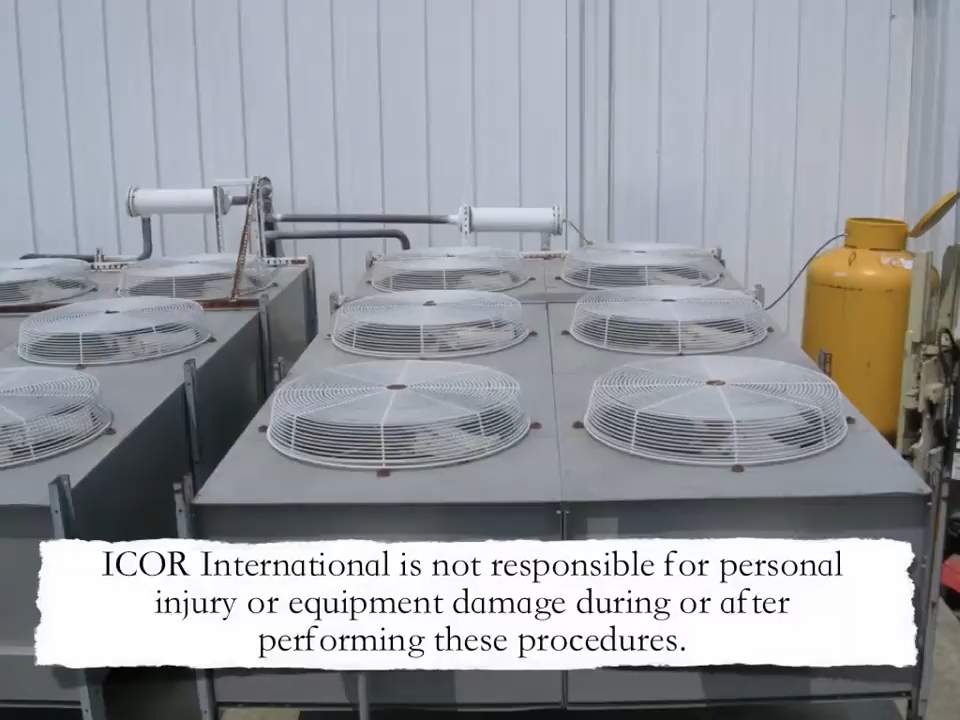 ICOR International is not responsible for personal
injury or equipment damage during or after
performing these procedures.